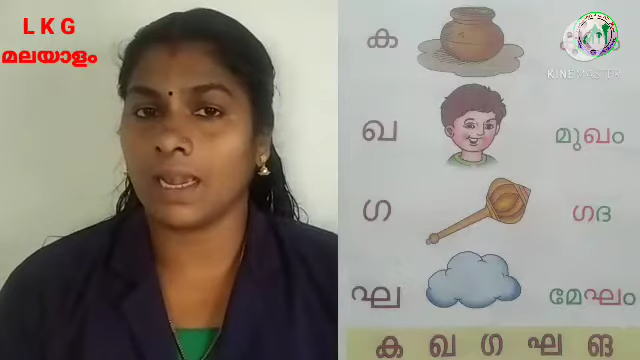 L K G
മലയാളം
ക
KINEMASTER
ഖ മുഖം
ഗ ഗദ
ഘ മേഘം
ക ഖ ഗ ഘ ങ